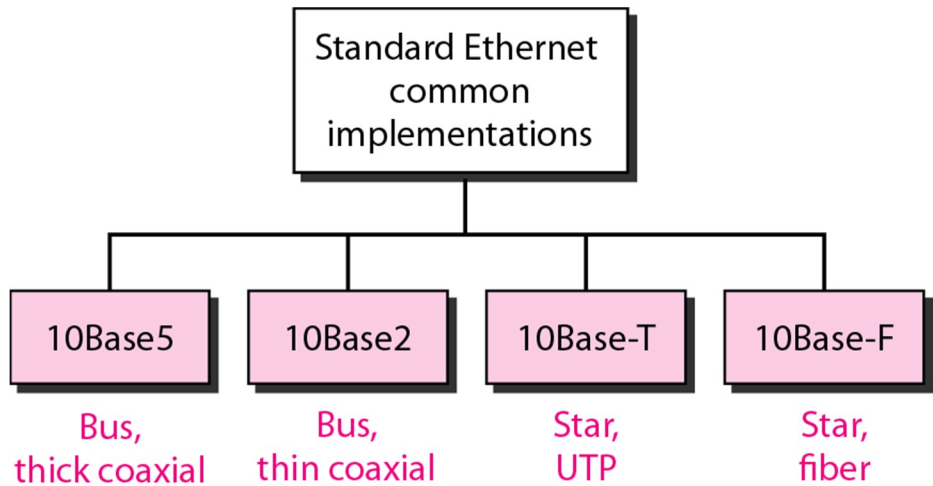 Standard Ethernet
common
implementations
10Base5
10Base2
10Base-T
10Base-F
Bus,
thick coaxial
Bus,
thin coaxial
Star,
UTP
Star,
fiber